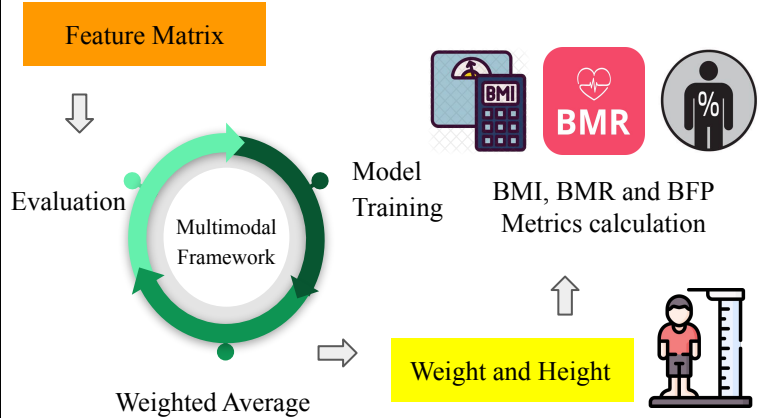 Feature Matrix
BMI
BMR
%
Model
Training
Evaluation
Multimodal
Framework
BMI, BMR and BFP
Metrics calculation
Weight and Height
Weighted Average